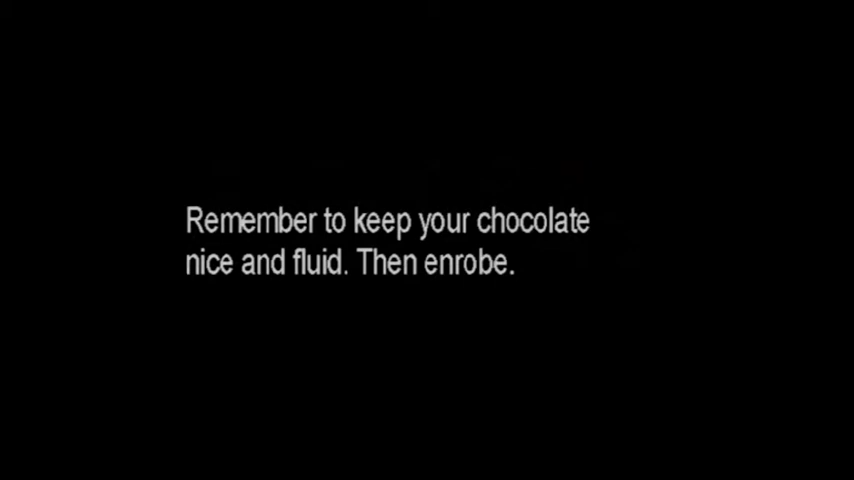 Remember to keep your chocolate
nice and fluid. Then enrobe.